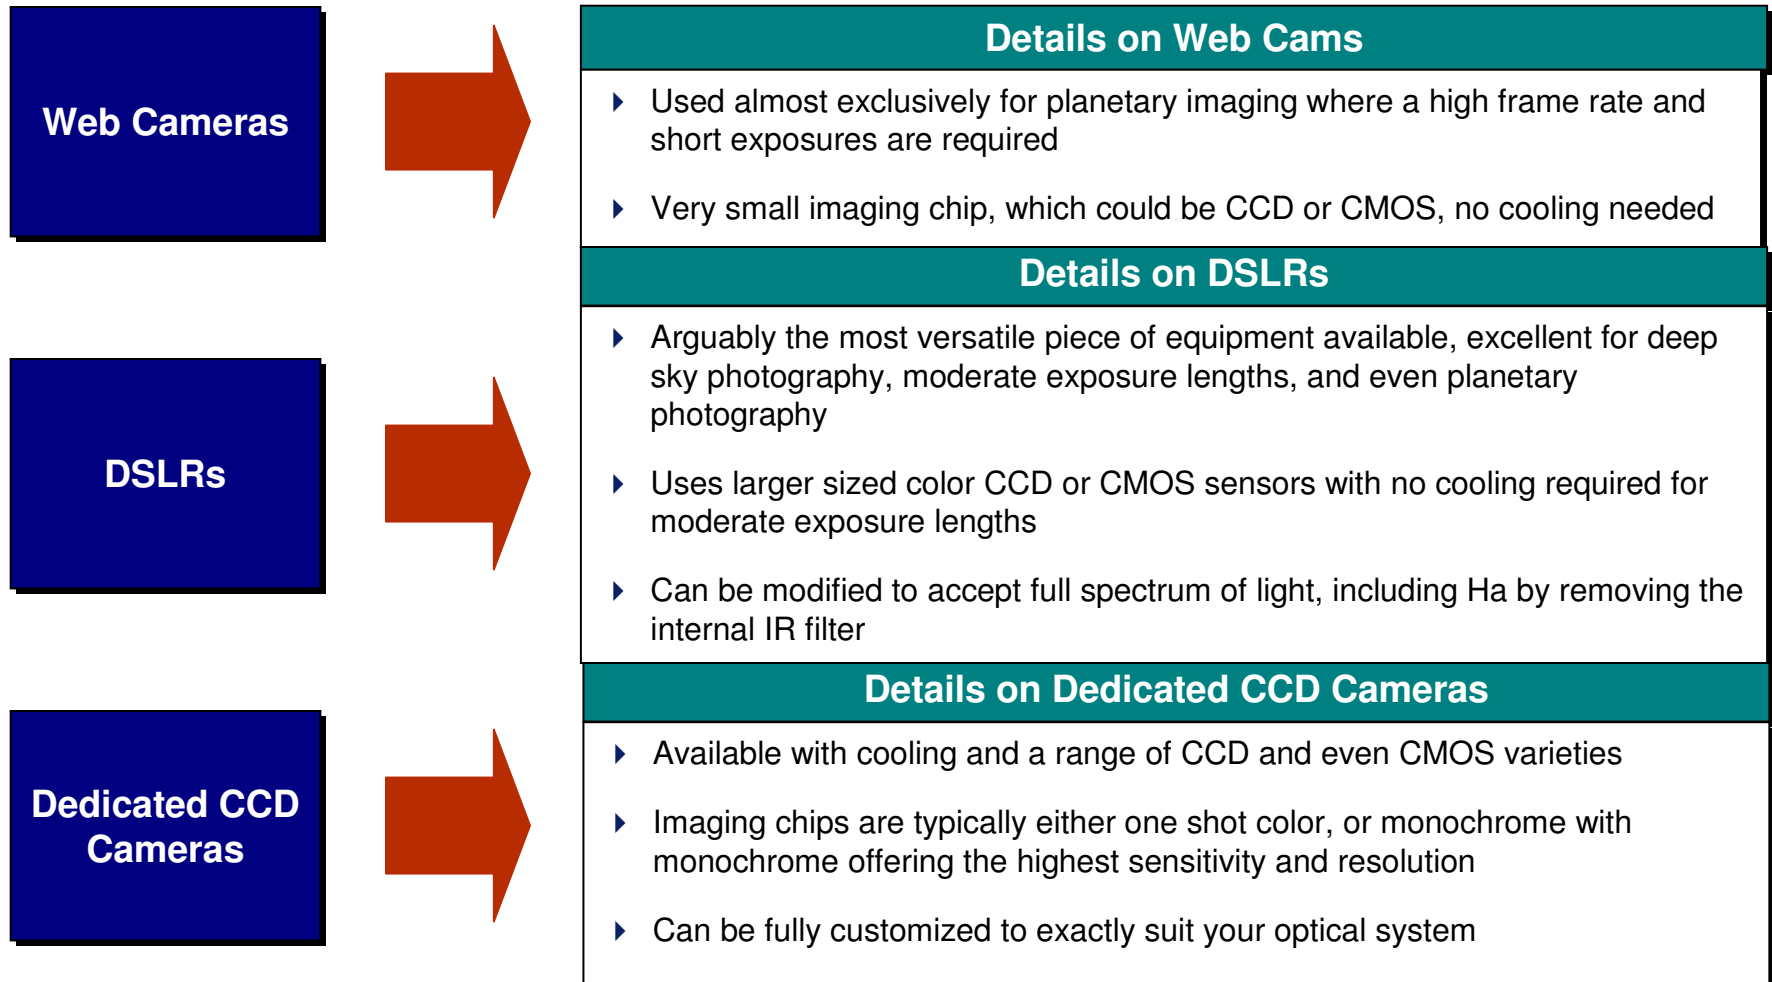 Web Cameras
Details on Web Cams
Used almost exclusively for planetary imaging where a high frame rate and
short exposures are required
Very small imaging chip, which could be CCD or CMOS, no cooling needed
DSLRs
Details on DSLRs
Arguably the most versatile piece of equipment available, excellent for deep
sky photography, moderate exposure lengths, and even planetary
photography
Uses larger sized color CCD or CMOS sensors with no cooling required for
moderate exposure lengths
Can be modified to accept full spectrum of light, including Ha by removing the
internal IR filter
Dedicated CCD
Cameras
Details on Dedicated CCD Cameras
Available with cooling and a range of CCD and even CMOS varieties
Imaging chips are typically either one shot color, or monochrome with
monochrome offering the highest sensitivity and resolution
Can be fully customized to exactly suit your optical system